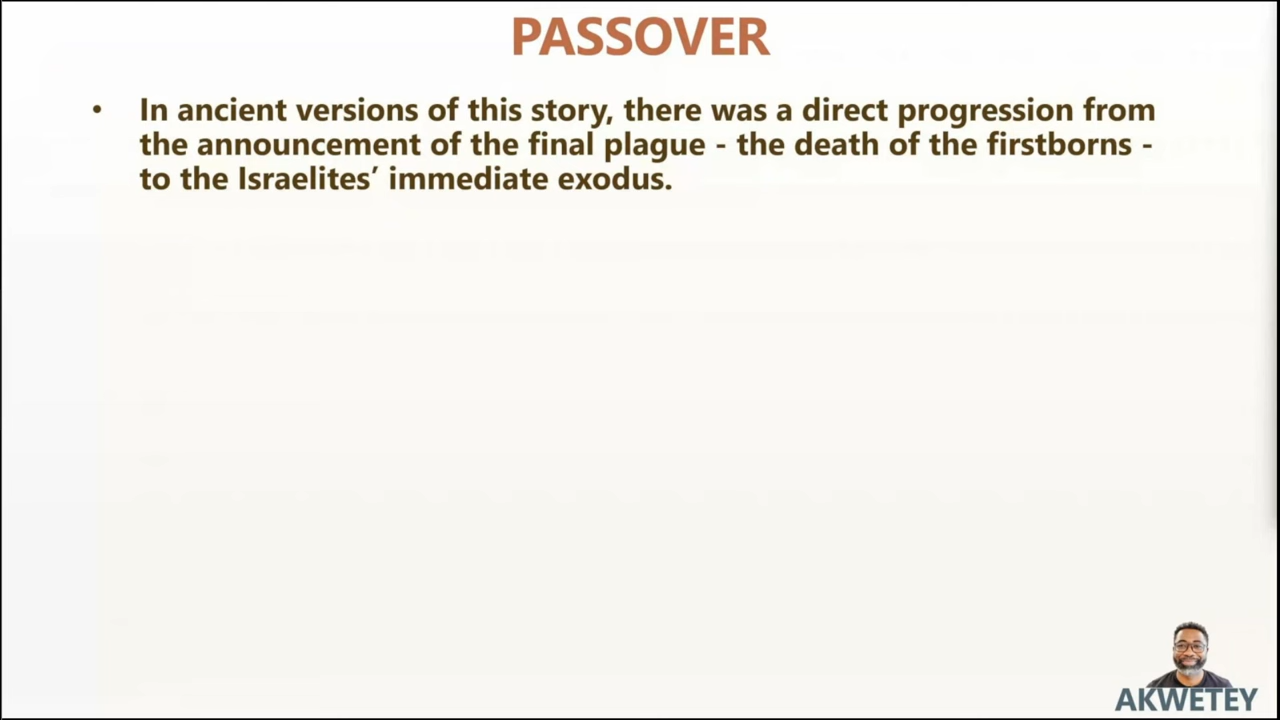 PASSOVER
• In ancient versions of this story, there was a direct progression from
the announcement of the final plague - the death of the firstborns -
to the Israelites’ immediate exodus.
AKWETEY